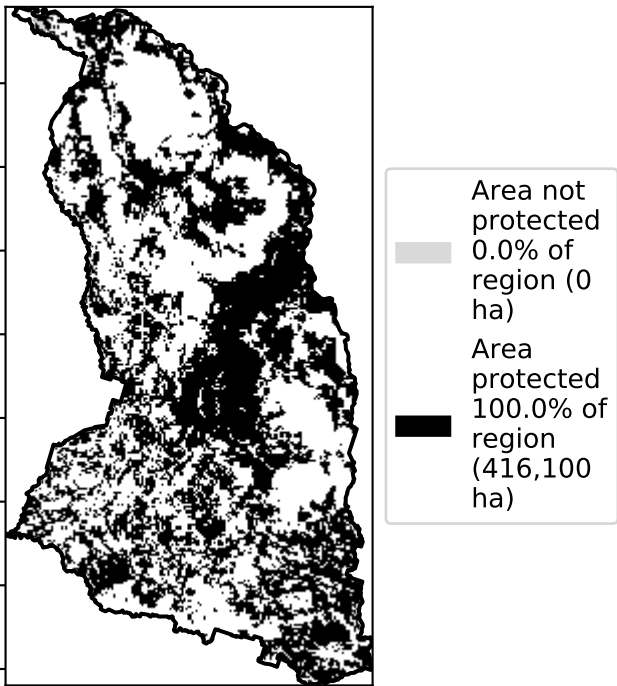 Area not
protected
0.0% of
region (0
ha)
Area
protected
100.0% of
region
(416,100
ha)